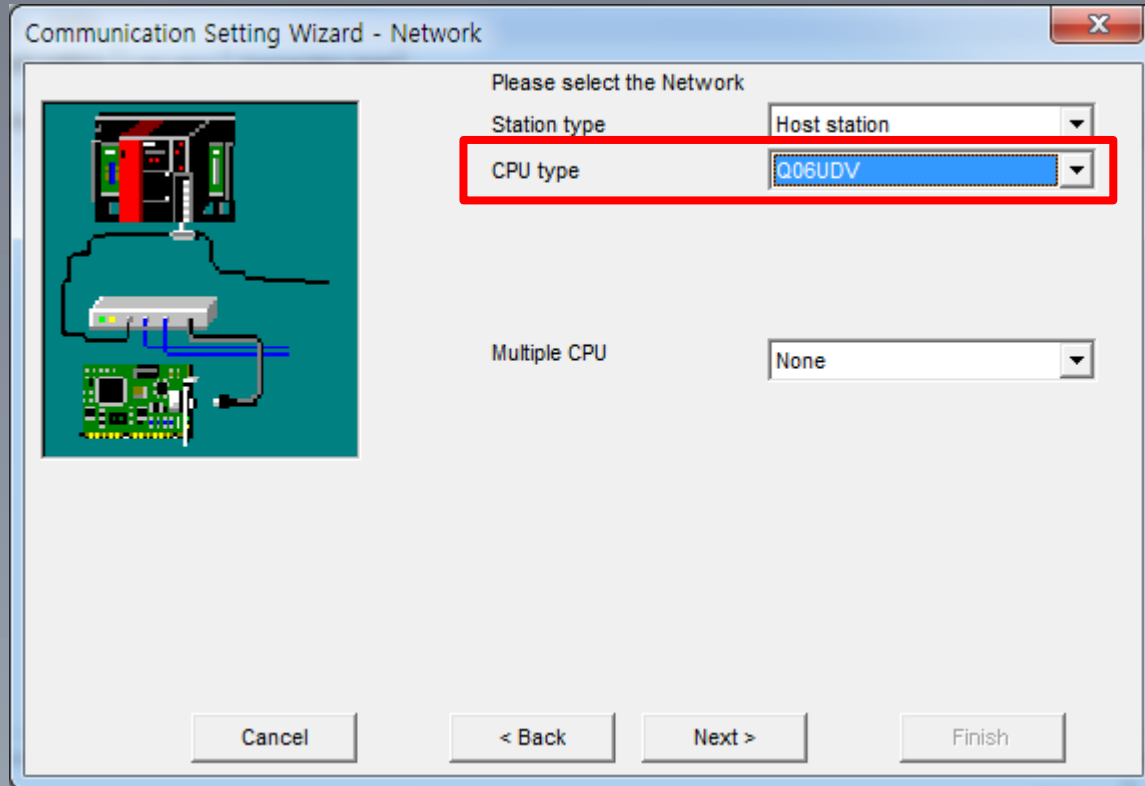 Communication Setting Wizard - Network
Please select the Network
Station type
Host station
CPU type
Q06UDV
Multiple CPU
None
Cancel
< Back
Next >
Finish